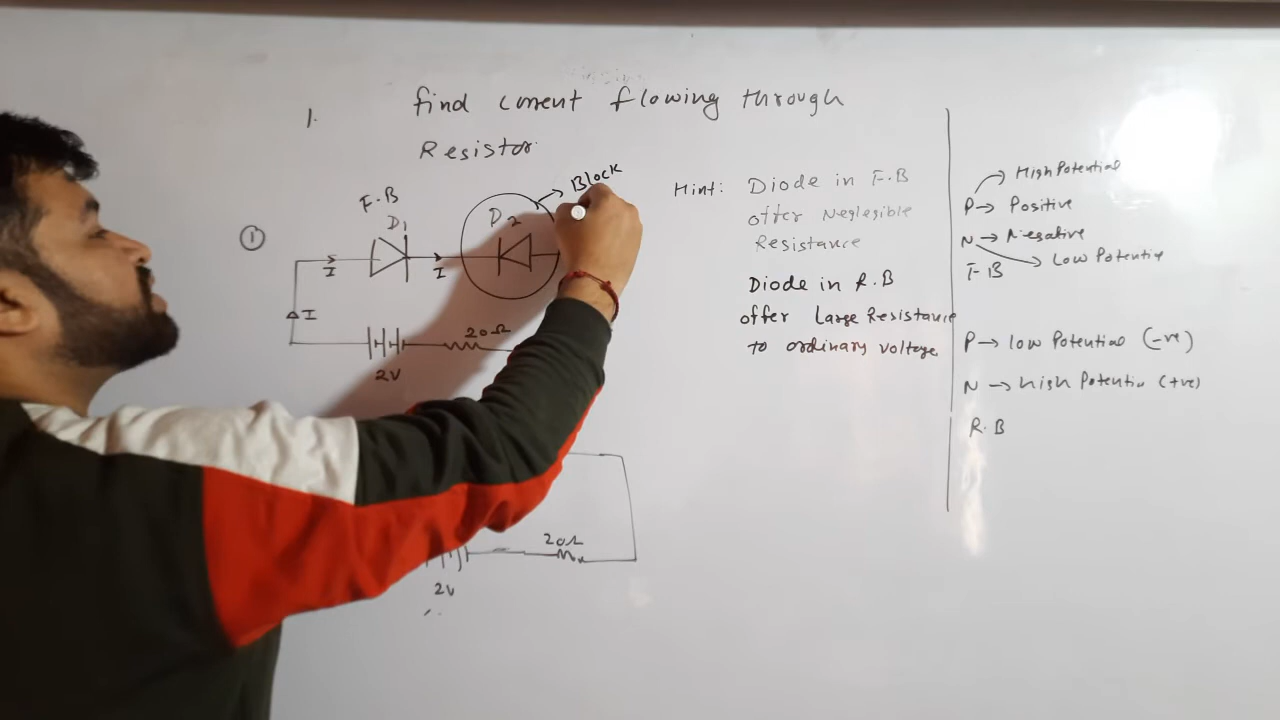 1. find current flowing through
Resistor
①
F.B
D1
D2
Block
I
I
I
2V
20Ω
20Ω
2V
Hint: Diode in F.B
offer Neglesible
Resistance
Diode in R.B
offer Large Resistance
to ordinary voltage
High Potential
P → Positive
N → Negative
Low Potential
F B
P → low Potential (-ve)
N → high Potential (+ve)
R.B